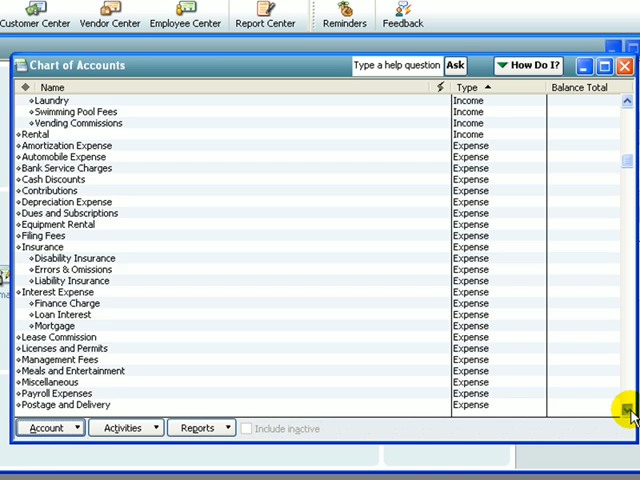 Customer Center Vendor Center Employee Center Report Center Reminders Feedback
Chart of Accounts Type a help question Ask How Do I?
Name Type Balance Total
Laundry Income
Swimming Pool Fees Income
Vending Commissions Income
Rental Income
Amortization Expense Expense
Automobile Expense Expense
Bank Service Charges Expense
Cash Discounts Expense
Contributions Expense
Depreciation Expense Expense
Dues and Subscriptions Expense
Equipment Rental Expense
Filing Fees Expense
Insurance Expense
Disability Insurance Expense
Errors & Omissions Expense
Liability Insurance Expense
Interest Expense Expense
Finance Charge Expense
Loan Interest Expense
Mortgage Expense
Lease Commission Expense
Licenses and Permits Expense
Management Fees Expense
Meals and Entertainment Expense
Miscellaneous Expense
Payroll Expenses Expense
Postage and Delivery Expense
Account Activities Reports Include inactive